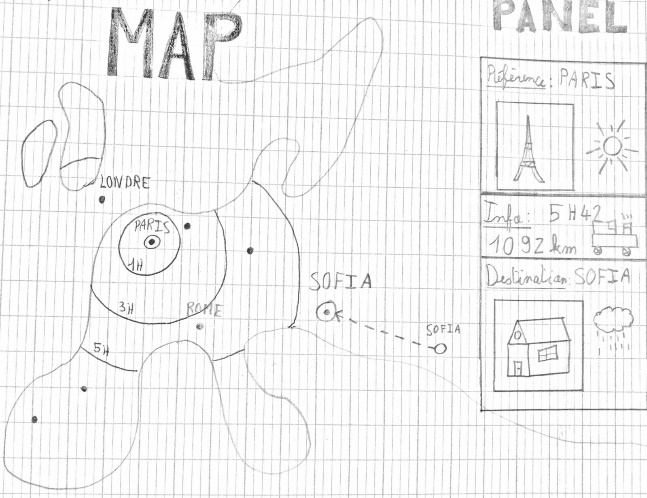 MAP
PANEL
Référence: PARIS
LONDRE
PARIS
1H
Info: 5H42
1092 km
3H
ROME
SOFIA
SOFIA
5H
Destination: SOFIA